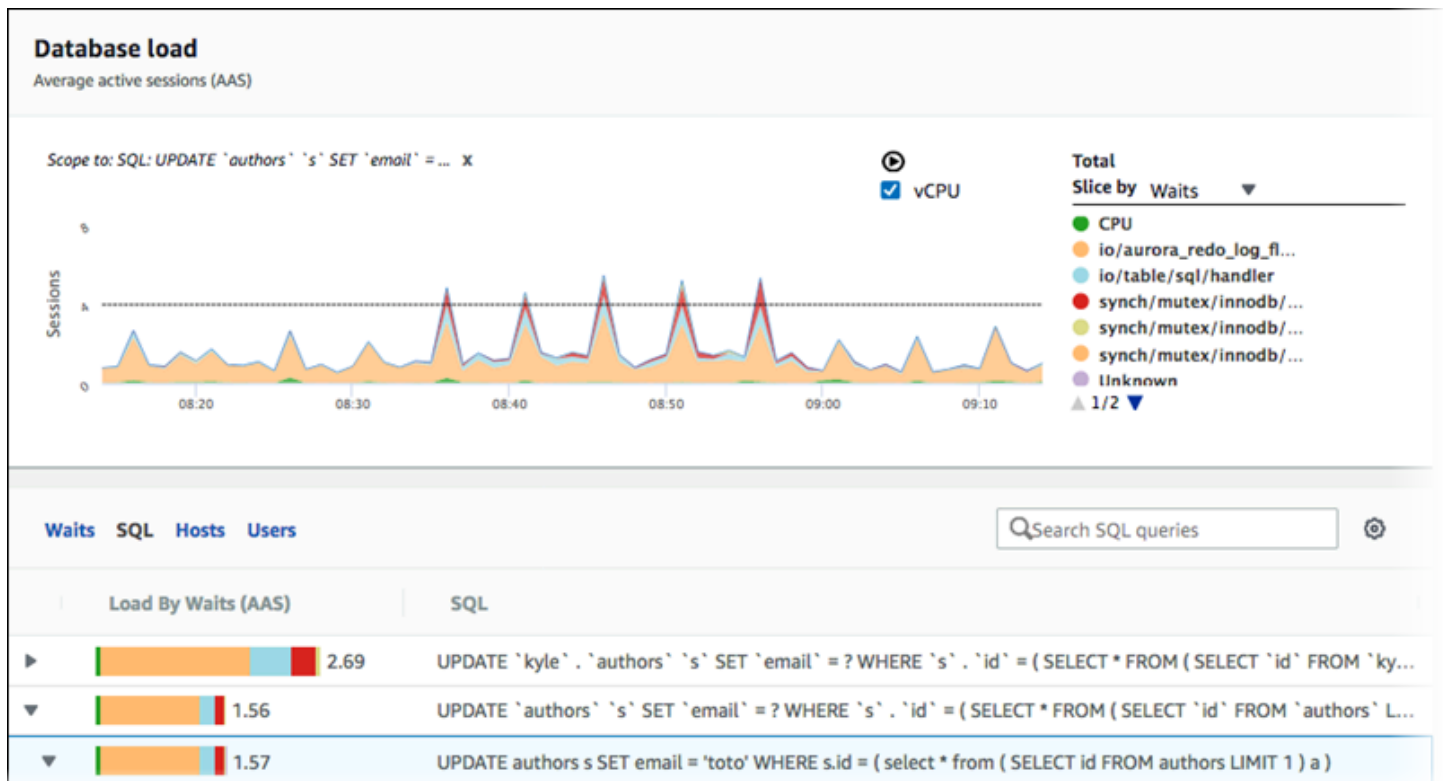 Database load
Average active sessions (AAS)
Scope to: SQL: UPDATE `authors` `s` SET `email` = ... x
vCPU
Total
Slice by Waits
CPU
io/aurora_redo_log_fl...
io/table/sql/handler
synch/mutex/innodb/...
synch/mutex/innodb/...
synch/mutex/innodb/...
Unknown
1/2
Sessions
8
4
0
08:20 08:30 08:40 08:50 09:00 09:10
Waits SQL Hosts Users
Search SQL queries
Load By Waits (AAS) SQL
2.69 UPDATE `kyle` . `authors` `s` SET `email` = ? WHERE `s` . `id` = ( SELECT * FROM ( SELECT `id` FROM `ky...
1.56 UPDATE `authors` `s` SET `email` = ? WHERE `s` . `id` = ( SELECT * FROM ( SELECT `id` FROM `authors` L...
1.57 UPDATE authors s SET email = 'toto' WHERE s.id = ( select * from ( SELECT id FROM authors LIMIT 1 ) a )